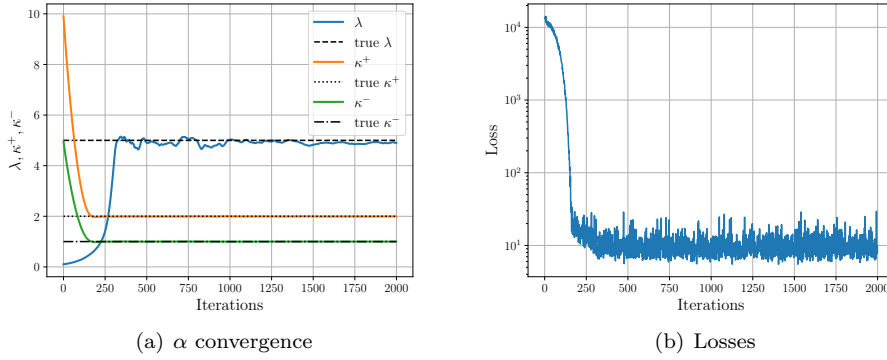 10
8
6
4
2
0
λ, κ⁺, κ⁻
λ
true λ
κ⁺
true κ⁺
κ⁻
true κ⁻
0 250 500 750 1000 1250 1500 1750 2000
Iterations
(a) α convergence
10⁴
10³
10²
10¹
Loss
0 250 500 750 1000 1250 1500 1750 2000
Iterations
(b) Losses